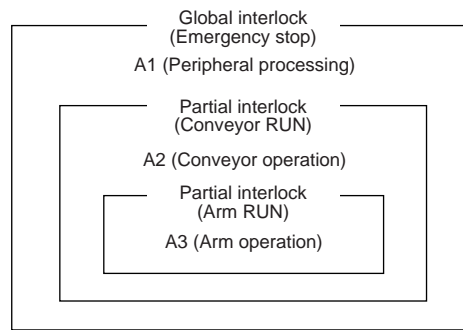 Global interlock
(Emergency stop)
A1 (Peripheral processing)
Partial interlock
(Conveyor RUN)
A2 (Conveyor operation)
Partial interlock
(Arm RUN)
A3 (Arm operation)